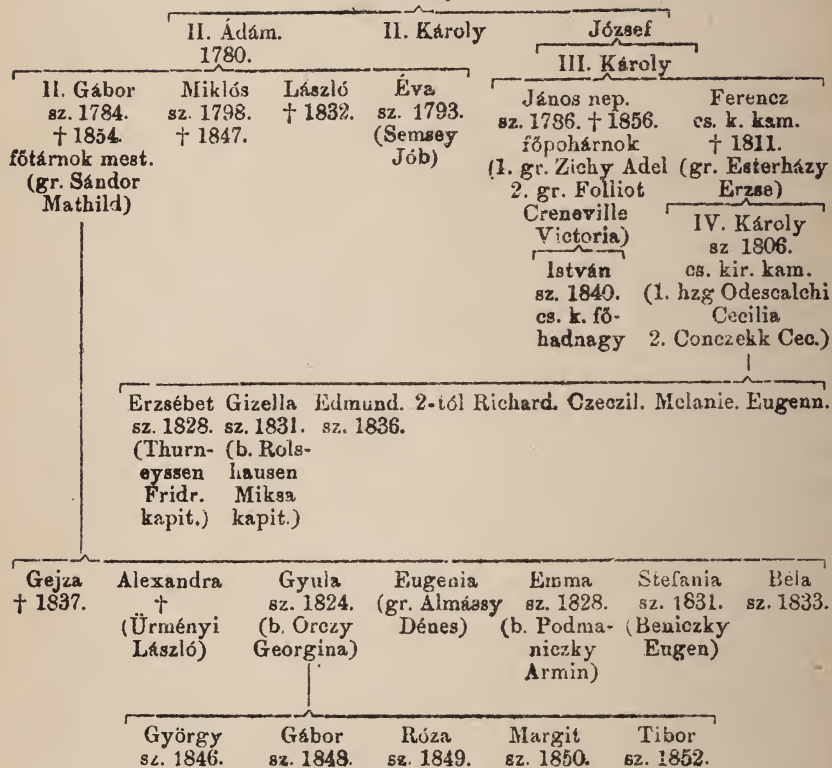 II. Ádám. II. Károly József
1780.
III. Károly
II. Gábor Miklós László Éva
sz. 1784. sz. 1798. † 1832. sz. 1793.
† 1854. † 1847. (Semsey
főtárnok mest. Jób)
(gr. Sándor
Mathild)
János nep. Ferencz
sz. 1786. † 1856. cs. k. kam.
főpohárnok † 1811.
(1. gr. Zichy Adel (gr. Esterházy
2. gr. Folliot Erzse)
Creneville
Victoria)
IV. Károly
sz 1806.
István cs. kir. kam.
sz. 1840. (1. hzg Odescalchi
cs. k. fő- Cecilia
hadnagy 2. Conczekk Cec.)
Erzsébet Gizella Edmund. 2-tól Richard. Czeczil. Melanie. Eugenn.
sz. 1828. sz. 1831. sz. 1836.
(Thurn- (b. Rols-
eyssen hausen
Fridr. Miksa
kapit.) kapit.)
Gejza Alexandra Gyula Eugenia Emma Stefania Béla
† 1837. † sz. 1824. (gr. Almássy sz. 1828. sz. 1831. sz. 1833.
(Ürményi (b. Orczy Dénes) (b. Podma- (Beniczky
László) Georgina) niczky Eugen)
Armin)
György Gábor Róza Margit Tibor
sz. 1846. sz. 1848. sz. 1849. sz. 1850. sz. 1852.